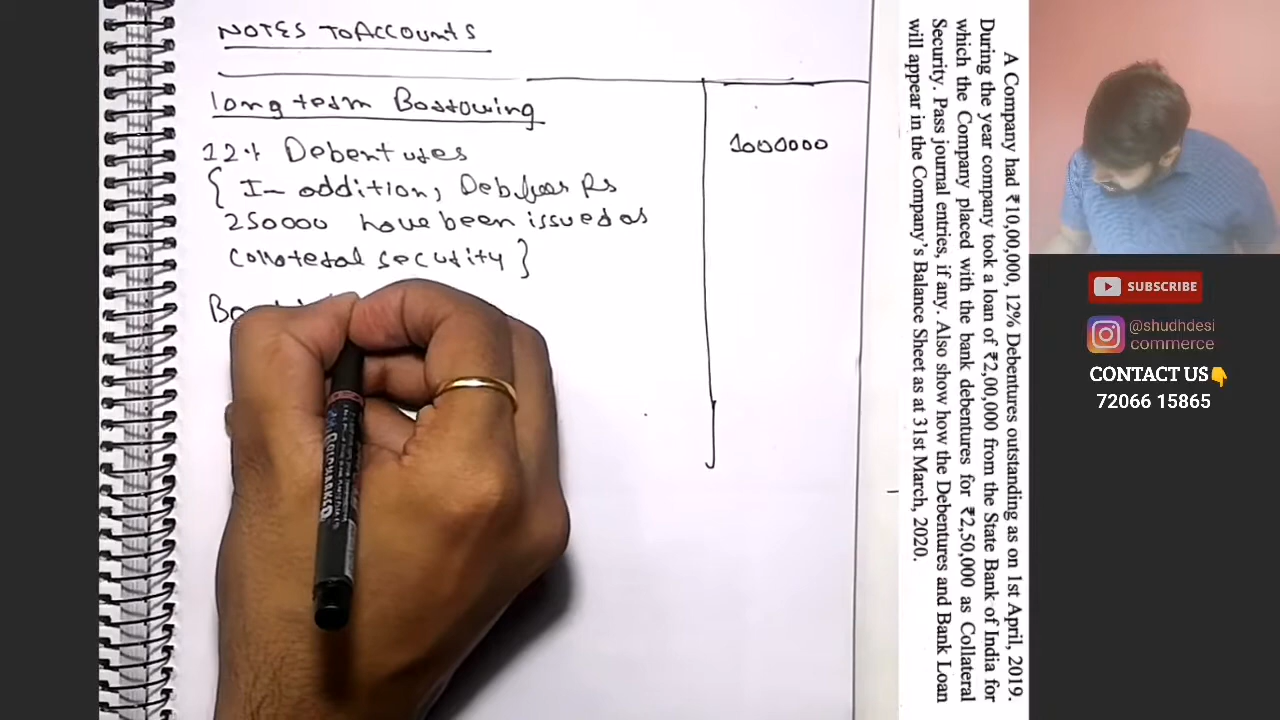 NOTES To Accounts
long term Borrowing
12% Debentures
1000000
{ In addition, Deb for Rs
250000 have been issued as
collateral security }
A Company had ₹10,00,000, 12% Debentures outstanding as on 1st April, 2019.
During the year company took a loan of ₹2,00,000 from the State Bank of India for
which the Company placed with the bank debentures for ₹2,50,000 as Collateral
Security. Pass journal entries, if any. Also show how the Debentures and Bank Loan
will appear in the Company's Balance Sheet as at 31st March, 2020.
SUBSCRIBE
@shudhdesi
commerce
CONTACT US👇
72066 15865